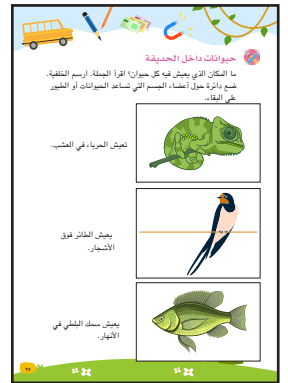 حيوانات داخل الحديقة
ما المكان الذي يعيش فيه كل حيوان؟ اقرأ الجملة. ارسم الخلفية.
ضع دائرة حول أعضاء الجسم التي تساعد الحيوانات أو الطيور
على البقاء.
تعيش الحرباء في العشب.
يعيش الطائر فوق
الأشجار.
يعيش سمك البلطي في
الأنهار.